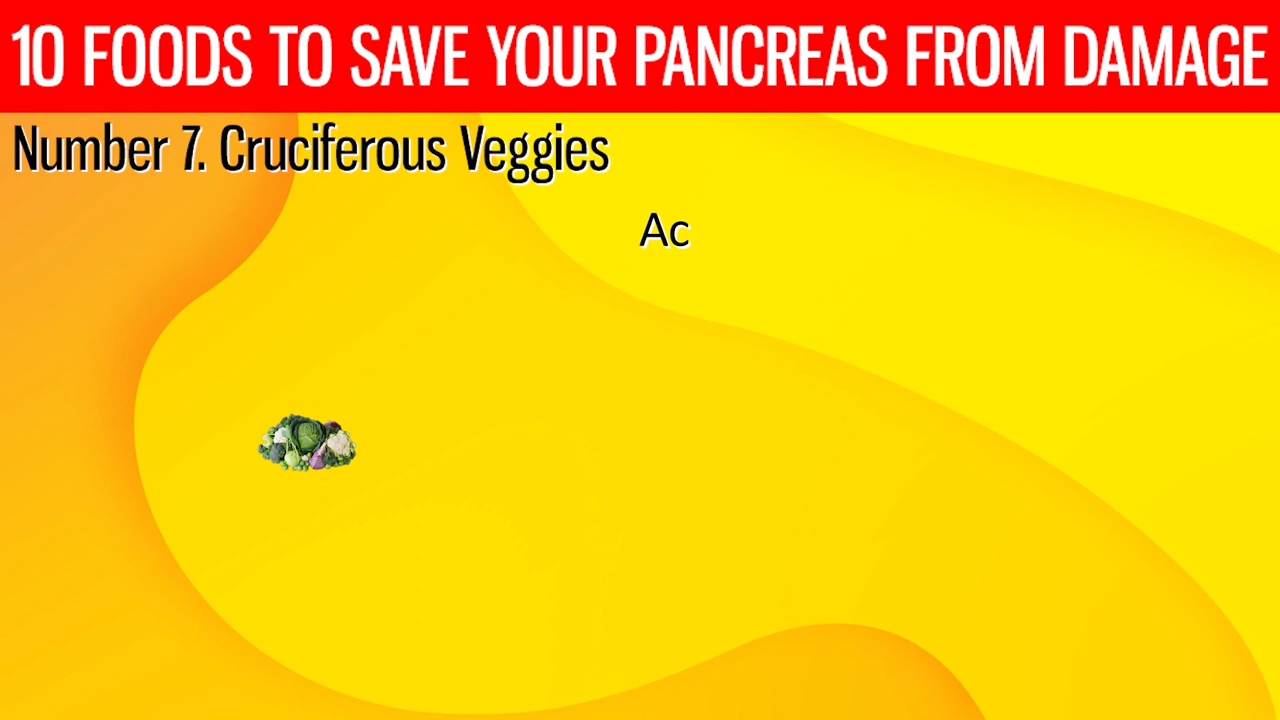 10 FOODS TO SAVE YOUR PANCREAS FROM DAMAGE
Number 7. Cruciferous Veggies
Ac